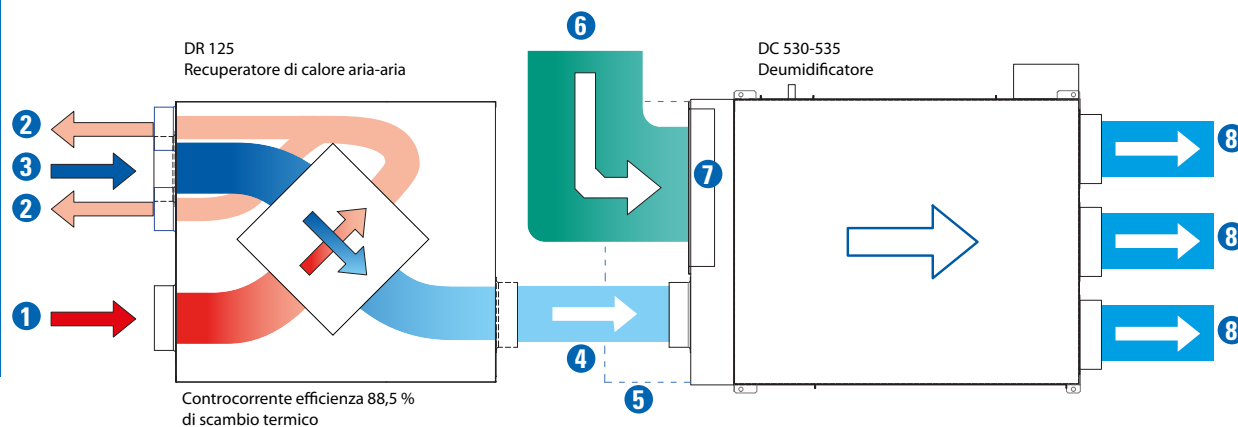 DR 125
Recuperatore di calore aria-aria
6
DC 530-535
Deumidificatore
2
3
2
1
7
8
8
8
4
5
Controcorrente efficienza 88,5 %
di scambio termico